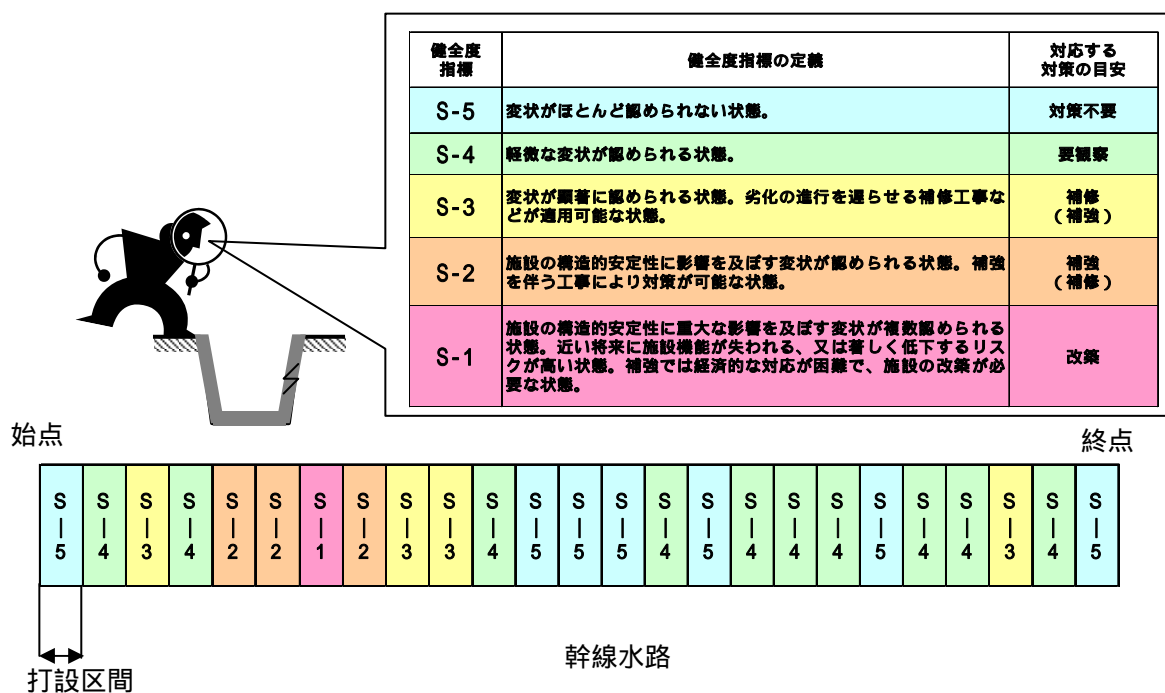 健全度
指標
健全度指標の定義
対応する
対策の目安
S-5
変状がほとんど認められない状態。
対策不要
S-4
軽微な変状が認められる状態。
要観察
S-3
変状が顕著に認められる状態。劣化の進行を遅らせる補修工事な
どが適用可能な状態。
補修
(補強)
S-2
施設の構造的安定性に影響を及ぼす変状が認められる状態。補強
を伴う工事により対策が可能な状態。
補強
(補修)
S-1
施設の構造的安定性に重大な影響を及ぼす変状が複数認められる
状態。近い将来に施設機能が失われる、又は著しく低下するリス
クが高い状態。補強では経済的な対応が困難で、施設の改築が必
要な状態。
改築
始点
終点
S-5
S-4
S-3
S-4
S-2
S-2
S-1
S-2
S-3
S-3
S-4
S-5
S-5
S-5
S-4
S-5
S-4
S-4
S-4
S-5
S-4
S-4
S-3
S-4
S-5
打設区間
幹線水路